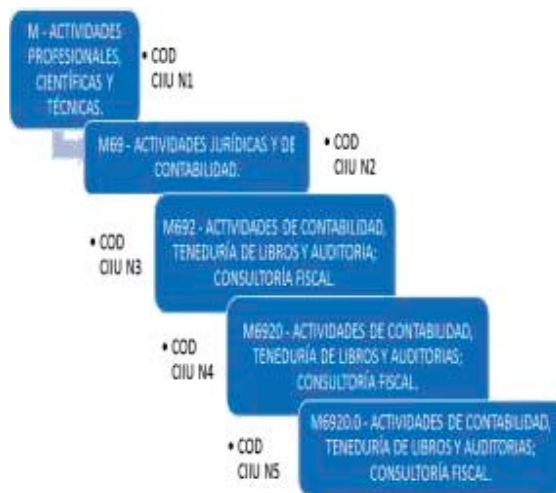 M - ACTIVIDADES
PROFESIONALES,
CIENTÍFICAS Y
TÉCNICAS.
• COD
CIIU N1
M69 - ACTIVIDADES JURÍDICAS Y DE
CONTABILIDAD.
• COD
CIIU N2
M692 - ACTIVIDADES DE CONTABILIDAD,
TENEDURÍA DE LIBROS Y AUDITORIA;
CONSULTORÍA FISCAL.
• COD
CIIU N3
M6920 - ACTIVIDADES DE CONTABILIDAD,
TENEDURÍA DE LIBROS Y AUDITORIAS;
CONSULTORÍA FISCAL.
• COD
CIIU N4
M6920.0 - ACTIVIDADES DE CONTABILIDAD,
TENEDURÍA DE LIBROS Y AUDITORIAS;
CONSULTORÍA FISCAL.
• COD
CIIU N5